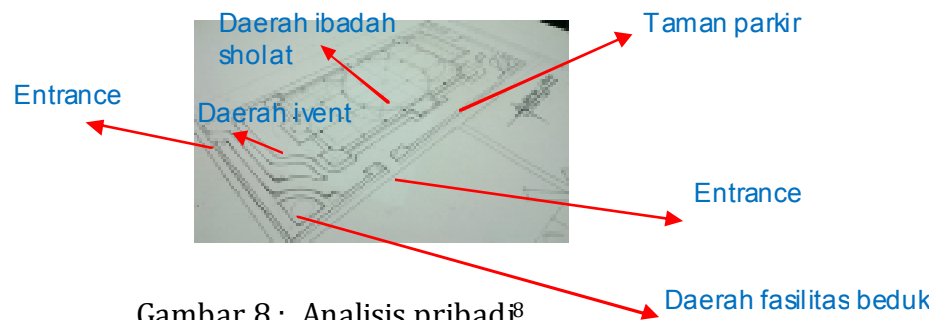 Daerah ibadah
sholat
Taman parkir
Entrance
Daerah ivent
Entrance
Daerah fasilitas beduk
Gambar 8 : Analisis pribadi⁸